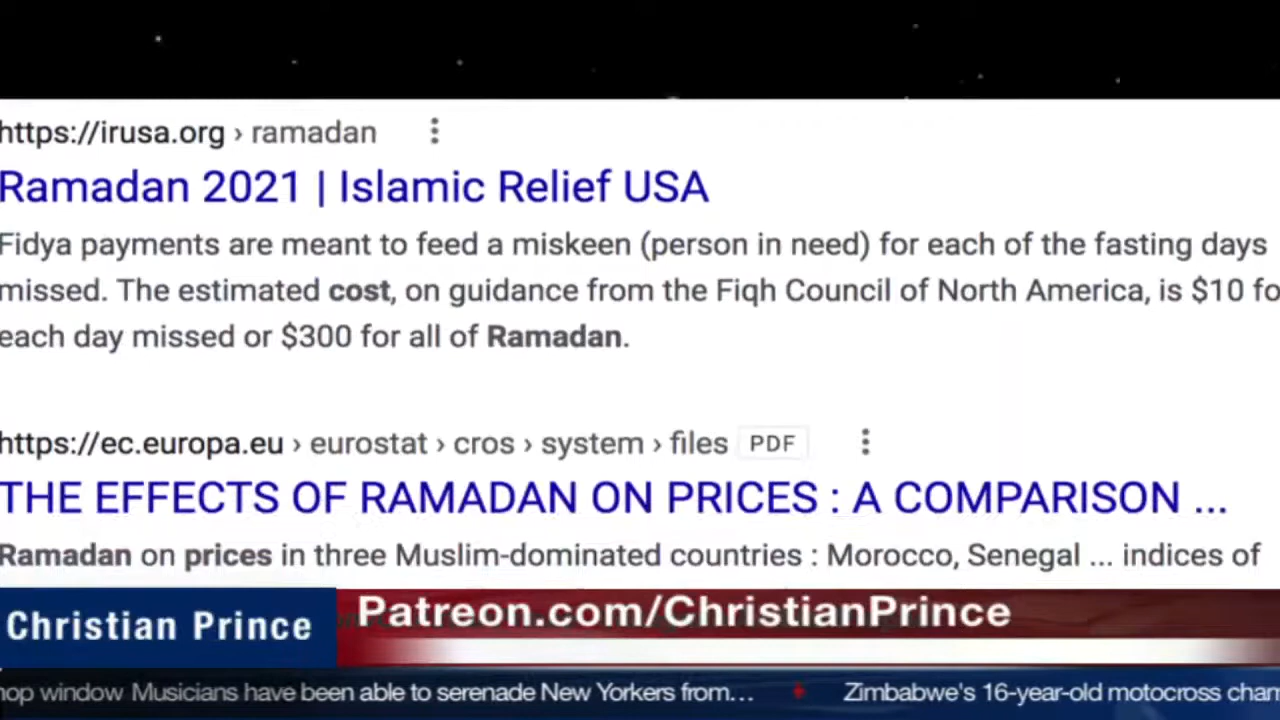 https://irusa.org › ramadan
Ramadan 2021 | Islamic Relief USA
Fidya payments are meant to feed a miskeen (person in need) for each of the fasting days
missed. The estimated cost, on guidance from the Fiqh Council of North America, is $10 fo
each day missed or $300 for all of Ramadan.
https://ec.europa.eu › eurostat › cros › system › files PDF
THE EFFECTS OF RAMADAN ON PRICES : A COMPARISON ...
Ramadan on prices in three Muslim-dominated countries : Morocco, Senegal ... indices of
Christian Prince
Patreon.com/ChristianPrince
hop window Musicians have been able to serenade New Yorkers from... Zimbabwe's 16-year-old motocross cham